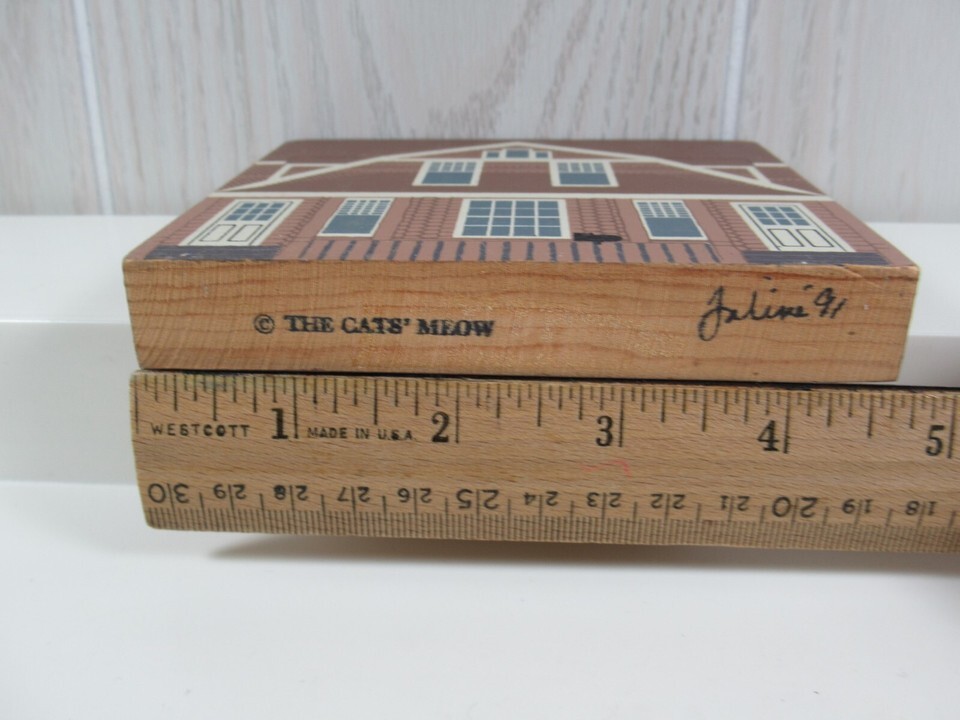 © THE CATS' MEOW
Faline '91
1 2 3 4 5
WESTCOTT MADE IN U.S.A.
30 29 28 27 26 25 24 23 22 21 20 19 18